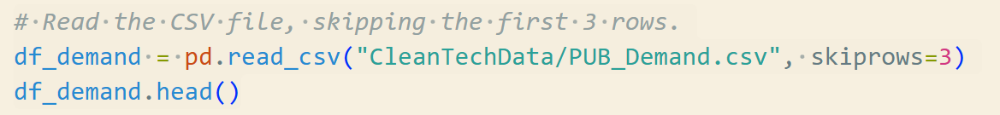 # Read the CSV file, skipping the first 3 rows.
df_demand = pd.read_csv("CleanTechData/PUB_Demand.csv", skiprows=3)
df_demand.head()